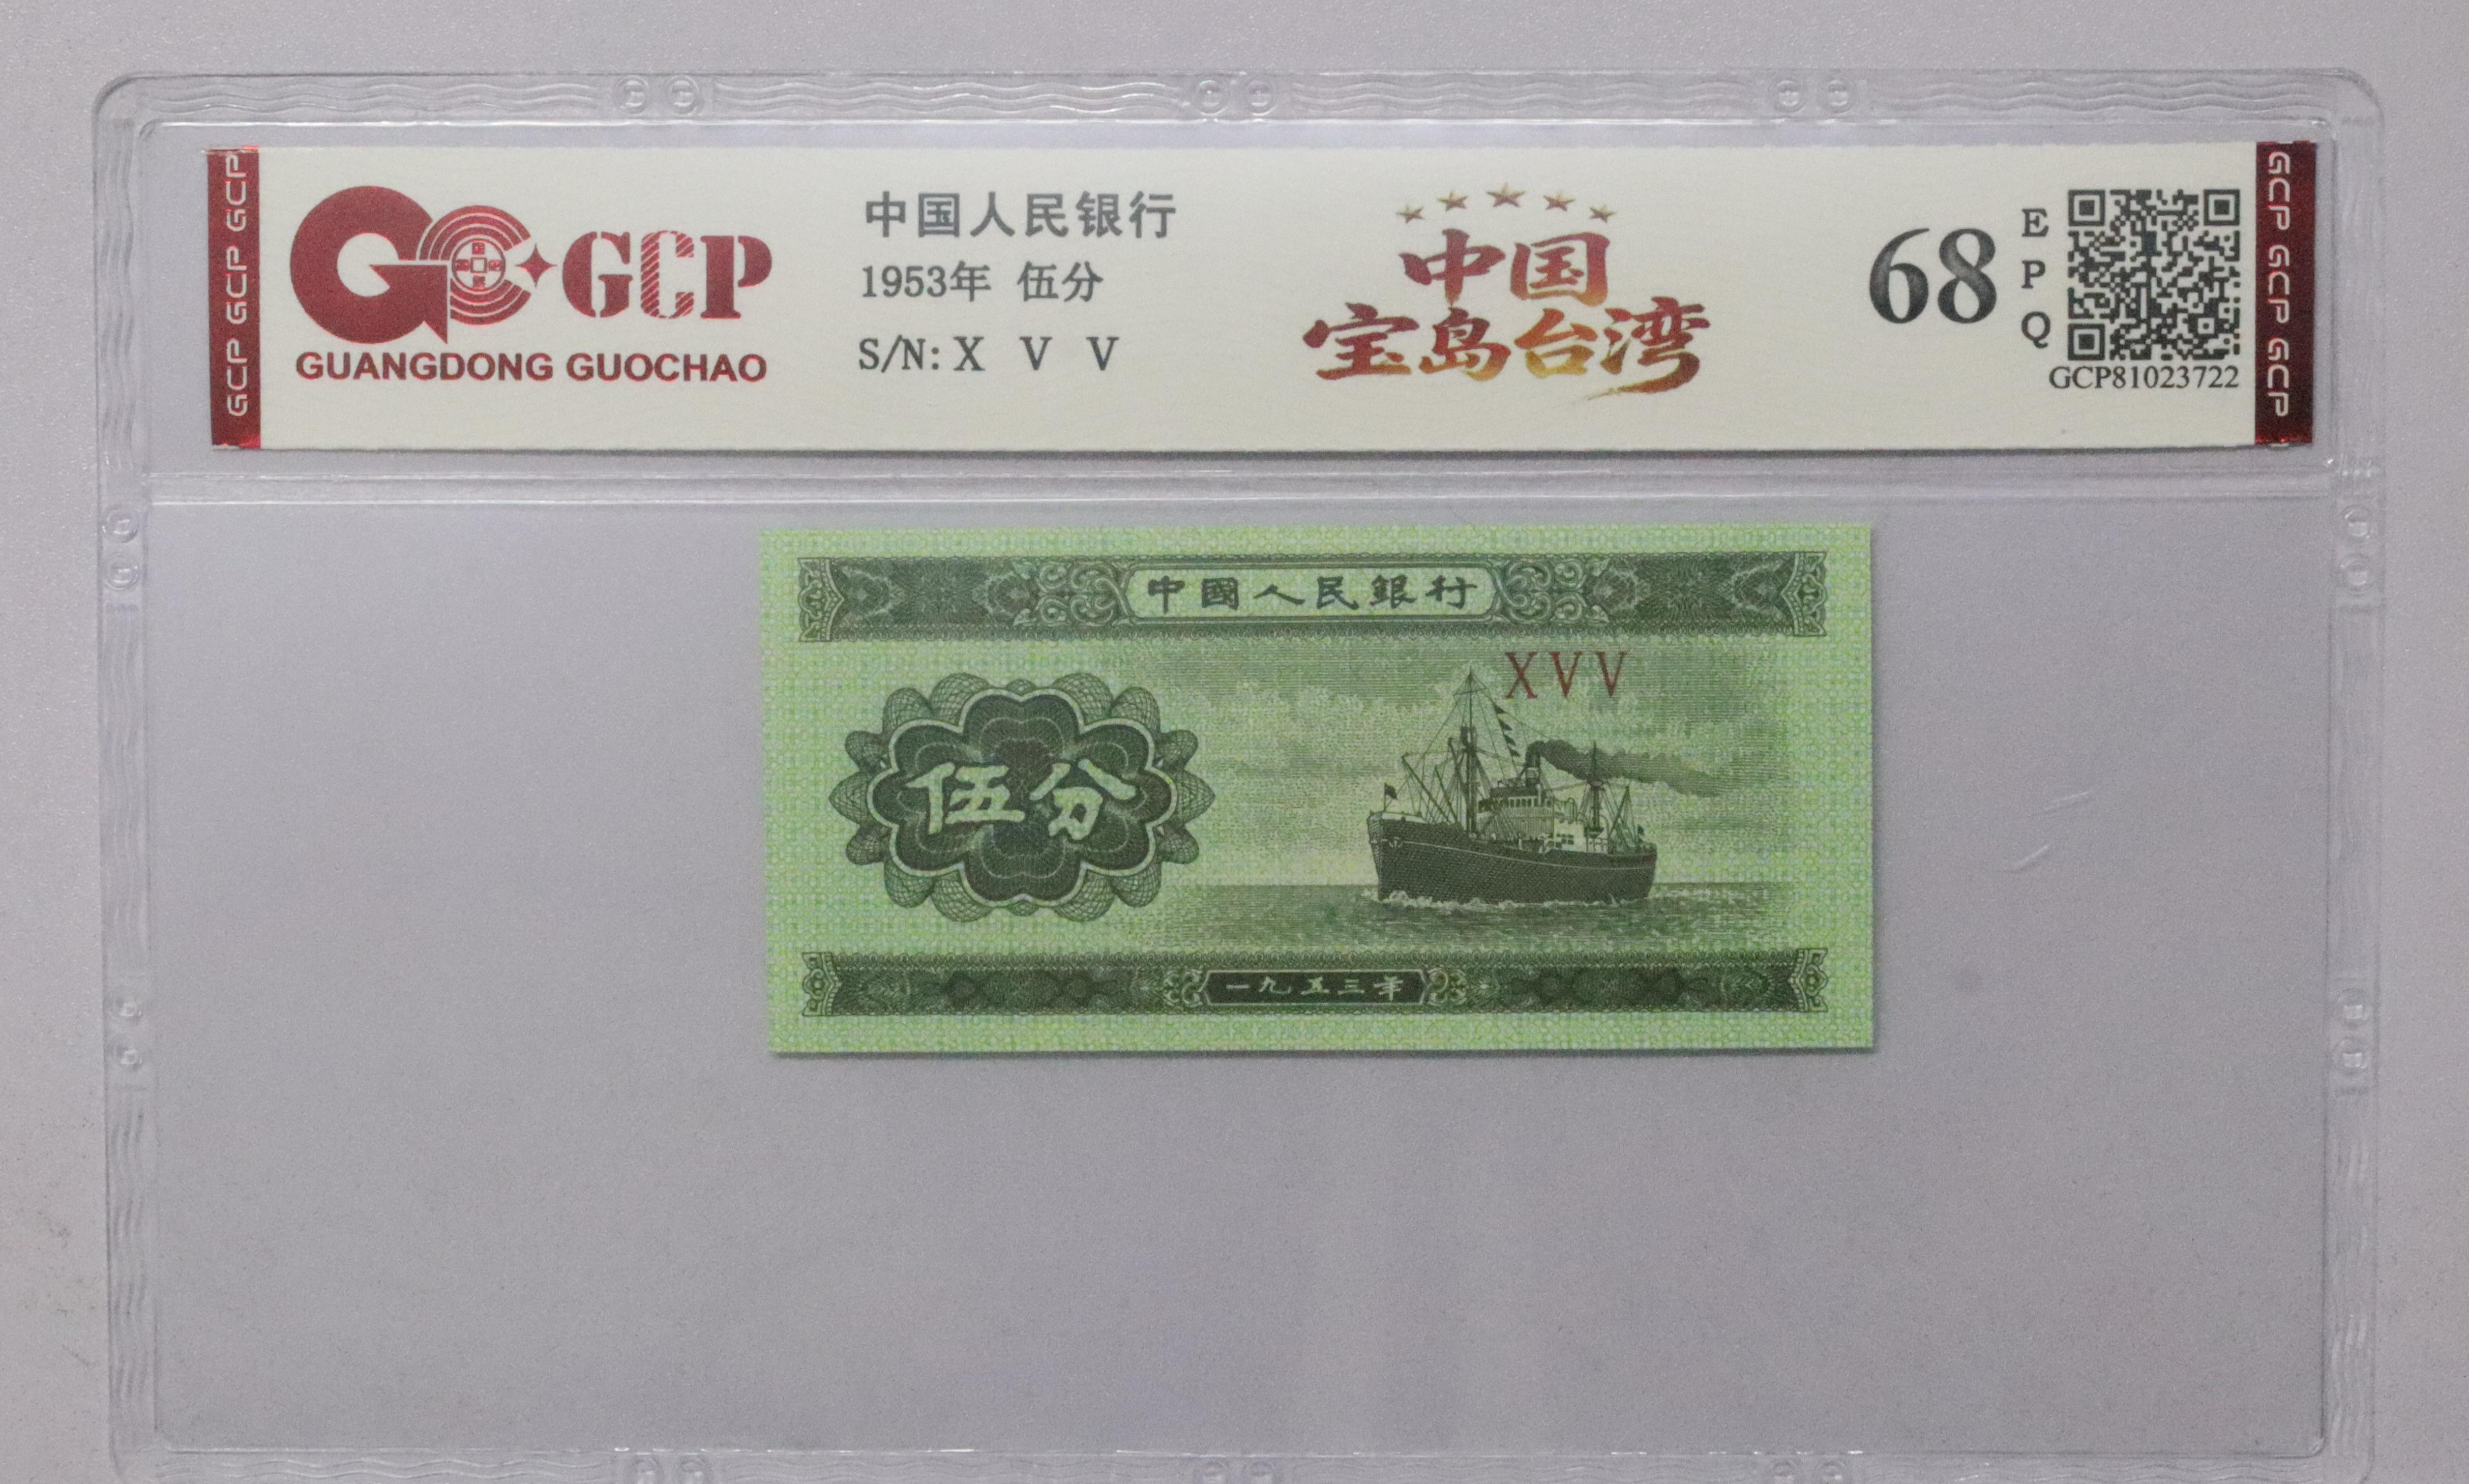 GCP GCP GCP
GCP
GUANGDONG GUOCHAO
中国人民银行
1953年 伍分
S/N: X V V
中国
宝岛台湾
68
E
P
Q
GCP81023722
GCP GCP GCP
中國人民銀行
XVV
伍分
一九五三年